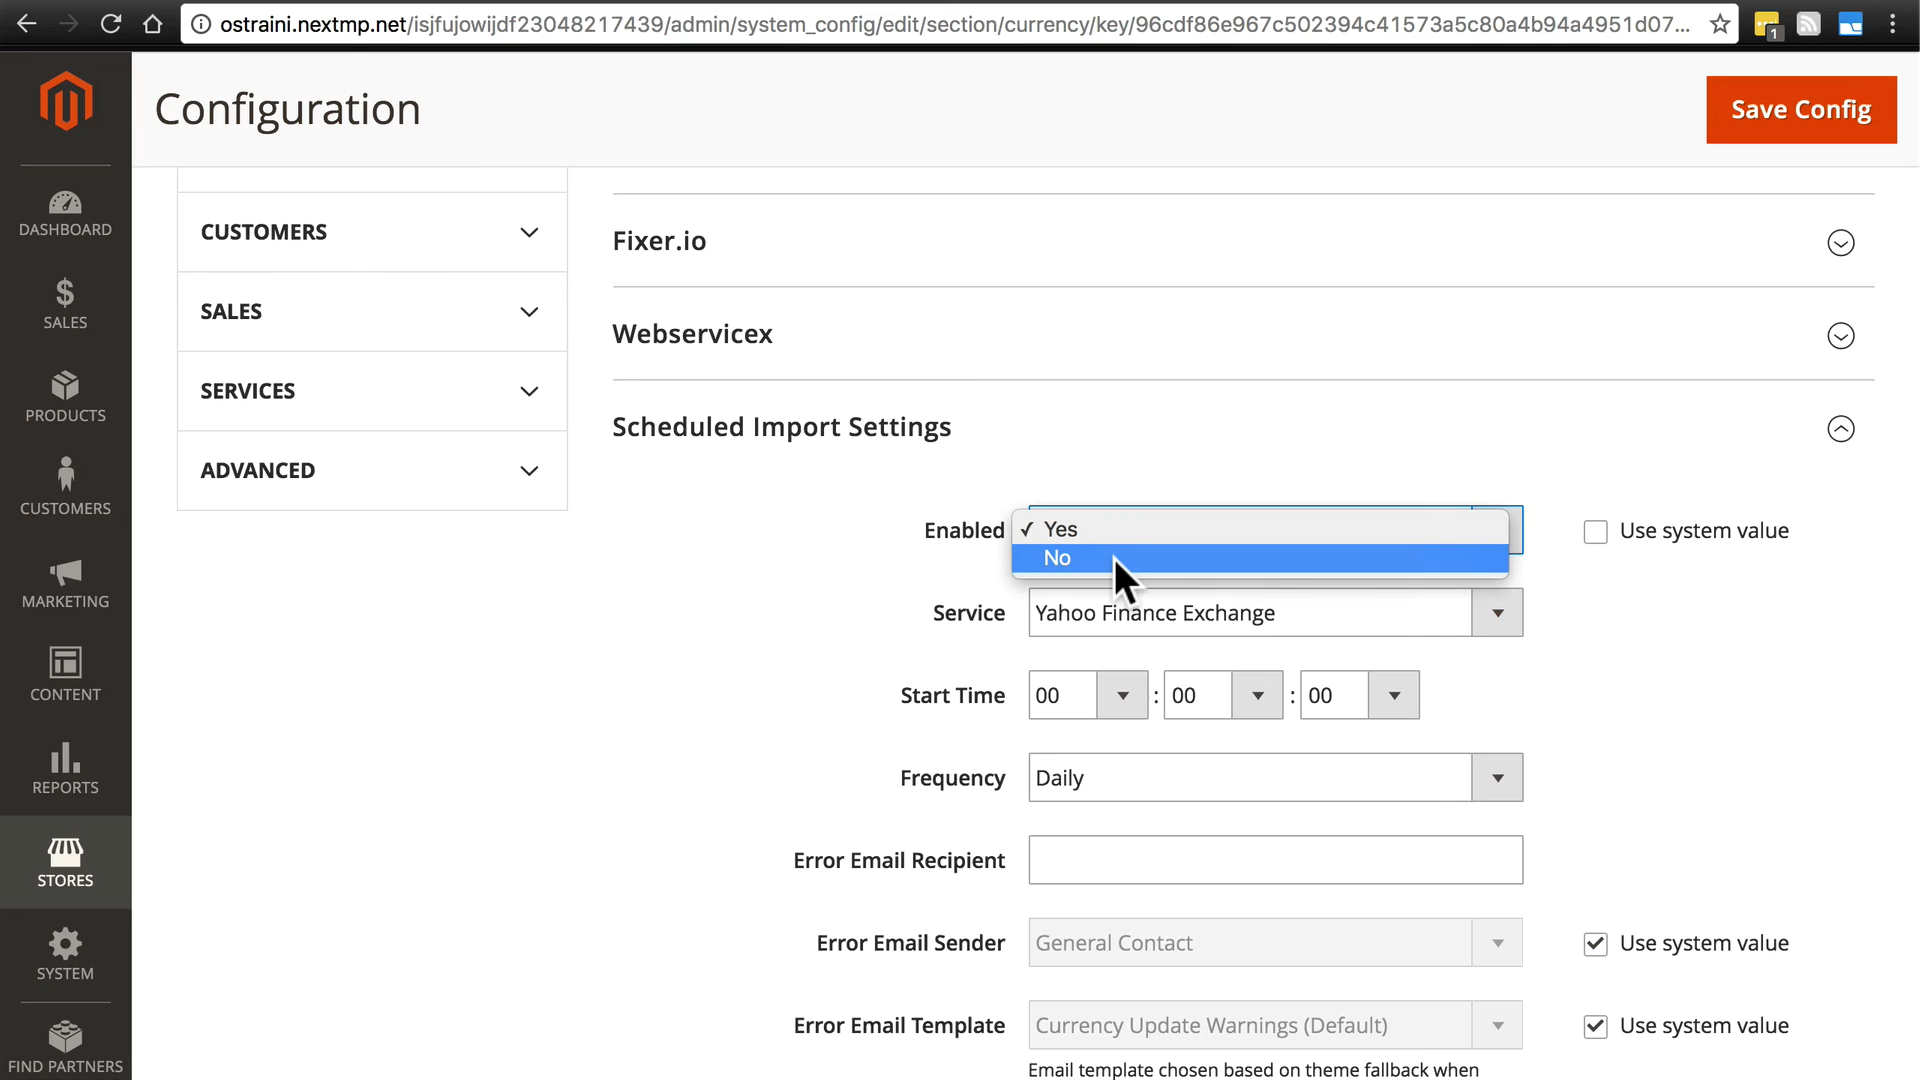 ostraini.nextmp.net/isjfujowijdf23048217439/admin/system_config/edit/section/currency/key/96cdf86e967c502394c41573a5c80a4b94a4951d07...
1
Configuration
Save Config
DASHBOARD
SALES
PRODUCTS
CUSTOMERS
MARKETING
CONTENT
REPORTS
STORES
SYSTEM
FIND PARTNERS
CUSTOMERS
SALES
SERVICES
ADVANCED
Fixer.io
Webservicex
Scheduled Import Settings
Enabled
✓ Yes
No
Use system value
Service Yahoo Finance Exchange
Start Time 00 : 00 : 00
Frequency Daily
Error Email Recipient
Error Email Sender General Contact Use system value
Error Email Template Currency Update Warnings (Default) Use system value
Email template chosen based on theme fallback when